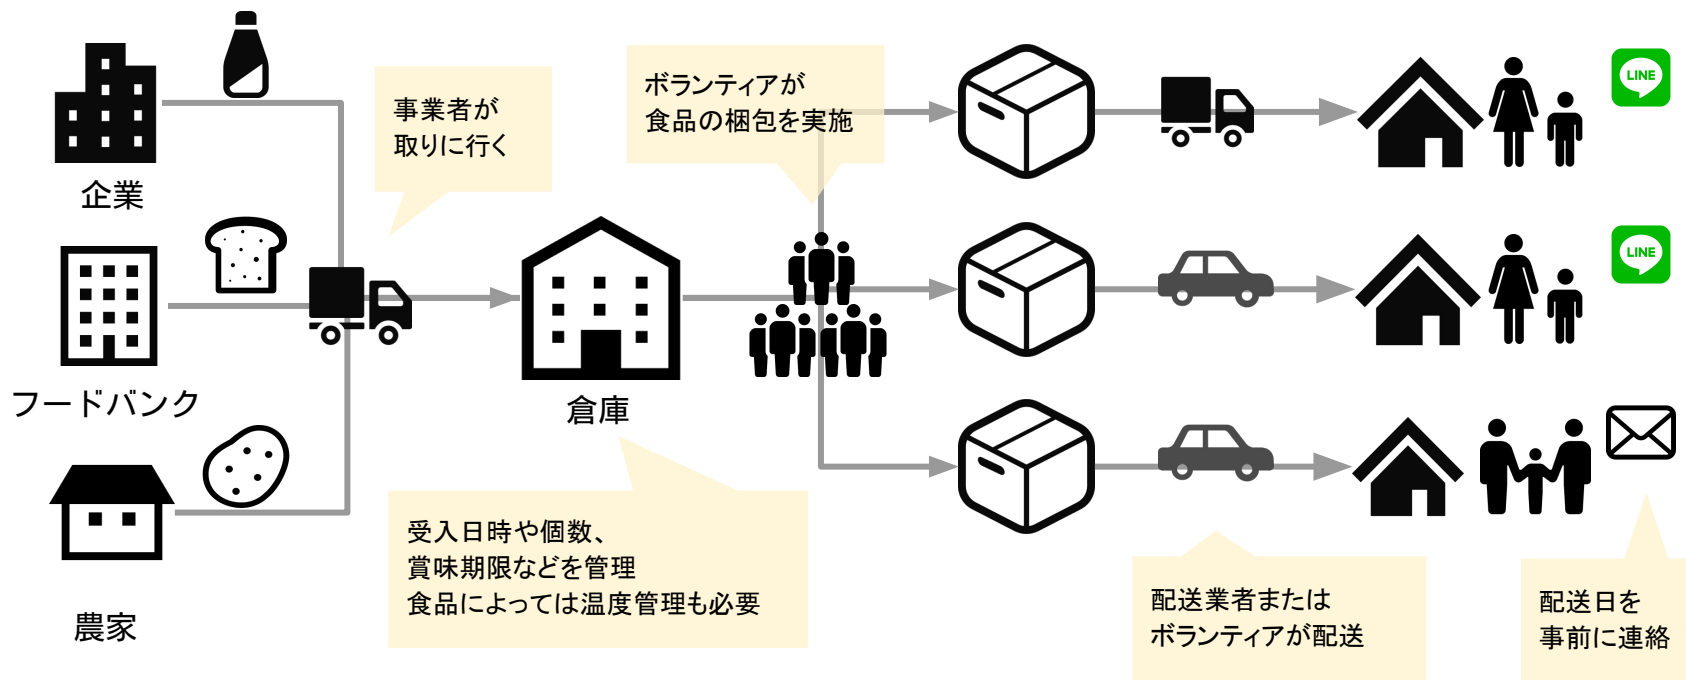 企業
フードバンク
農家
事業者が
取りに行く
倉庫
受入日時や個数、
賞味期限などを管理
食品によっては温度管理も必要
ボランティアが
食品の梱包を実施
配送業者または
ボランティアが配送
LINE
LINE
配送日を
事前に連絡